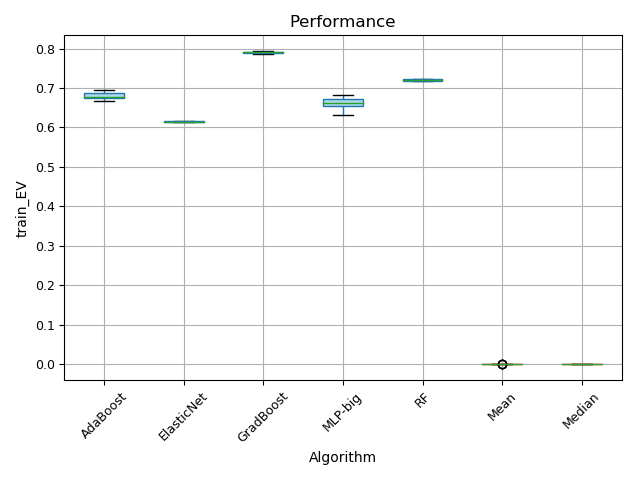 Performance
train_EV
0.8
0.7
0.6
0.5
0.4
0.3
0.2
0.1
0.0
AdaBoost
ElasticNet
GradBoost
MLP-big
RF
Mean
Median
Algorithm